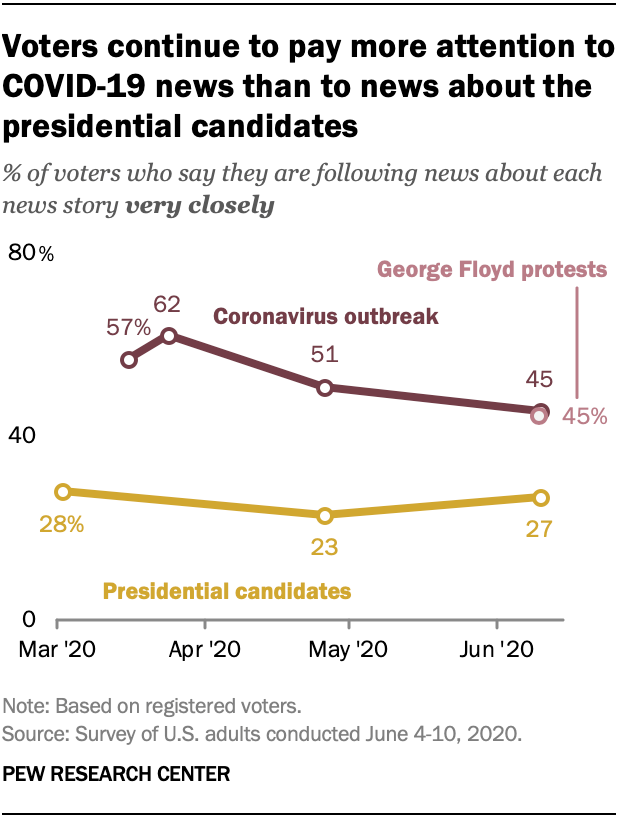 Voters continue to pay more attention to
COVID-19 news than to news about the
presidential candidates
% of voters who say they are following news about each
news story very closely
80%
George Floyd protests
62
57%
Coronavirus outbreak
51
45
45%
40
28%
23
27
Presidential candidates
0
Mar '20 Apr '20 May '20 Jun '20
Note: Based on registered voters.
Source: Survey of U.S. adults conducted June 4-10, 2020.
PEW RESEARCH CENTER